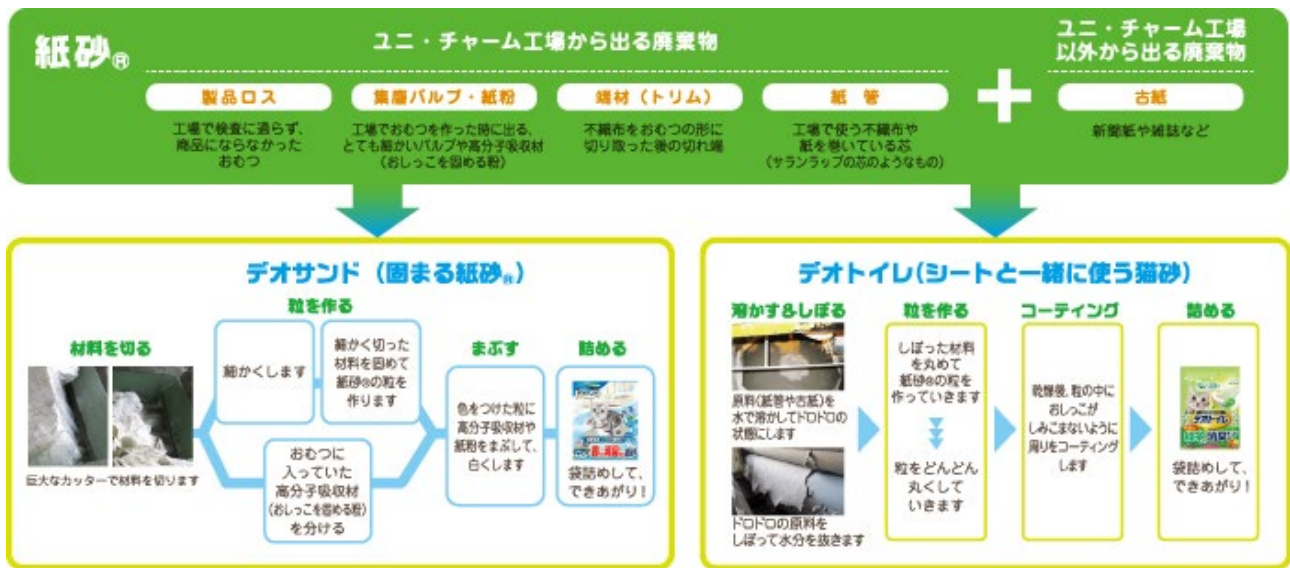 紙砂®
ユニ・チャーム工場から出る廃棄物
製品ロス
工場で検査に通らず、
商品にならなかった
おむつ
集塵パルプ・紙粉
工場でおむつを作った時に出る、
とても細かいパルプや高分子吸収材
(おしっこを固める粉)
端材(トリム)
不織布をおむつの形に
切り取った後の切れ端
紙管
工場で使う不織布や
紙を巻いている芯
(サランラップの芯のようなもの)
+
ユニ・チャーム工場
以外から出る廃棄物
古紙
新聞紙や雑誌など
デオサンド(固まる紙砂®)
材料を切る
巨大なカッターで材料を切ります
粒を作る
細かくします
細かく切った
材料を固めて
紙砂®の粒を
作ります
おむつに
入っていた
高分子吸収材
(おしっこを固める粉)
を分ける
まぶす
色をつけた粒に
高分子吸収材や
紙粉をまぶして、
白くします
詰める
袋詰めして、
できあがり!
デオトイレ(シートと一緒に使う猫砂)
溶かす&しぼる
原料(紙管や古紙)を
水で溶かしてドロドロの
状態にします
ドロドロの原料を
しぼって水分を抜きます
粒を作る
しぼった材料
を丸めて
紙砂®の粒を
作っていきます
粒をどんどん
丸くして
いきます
コーティング
乾燥後、粒の中に
おしっこが
しみこまないように
周りをコーティング
します
詰める
デオトイレ
袋詰めして、
できあがり!